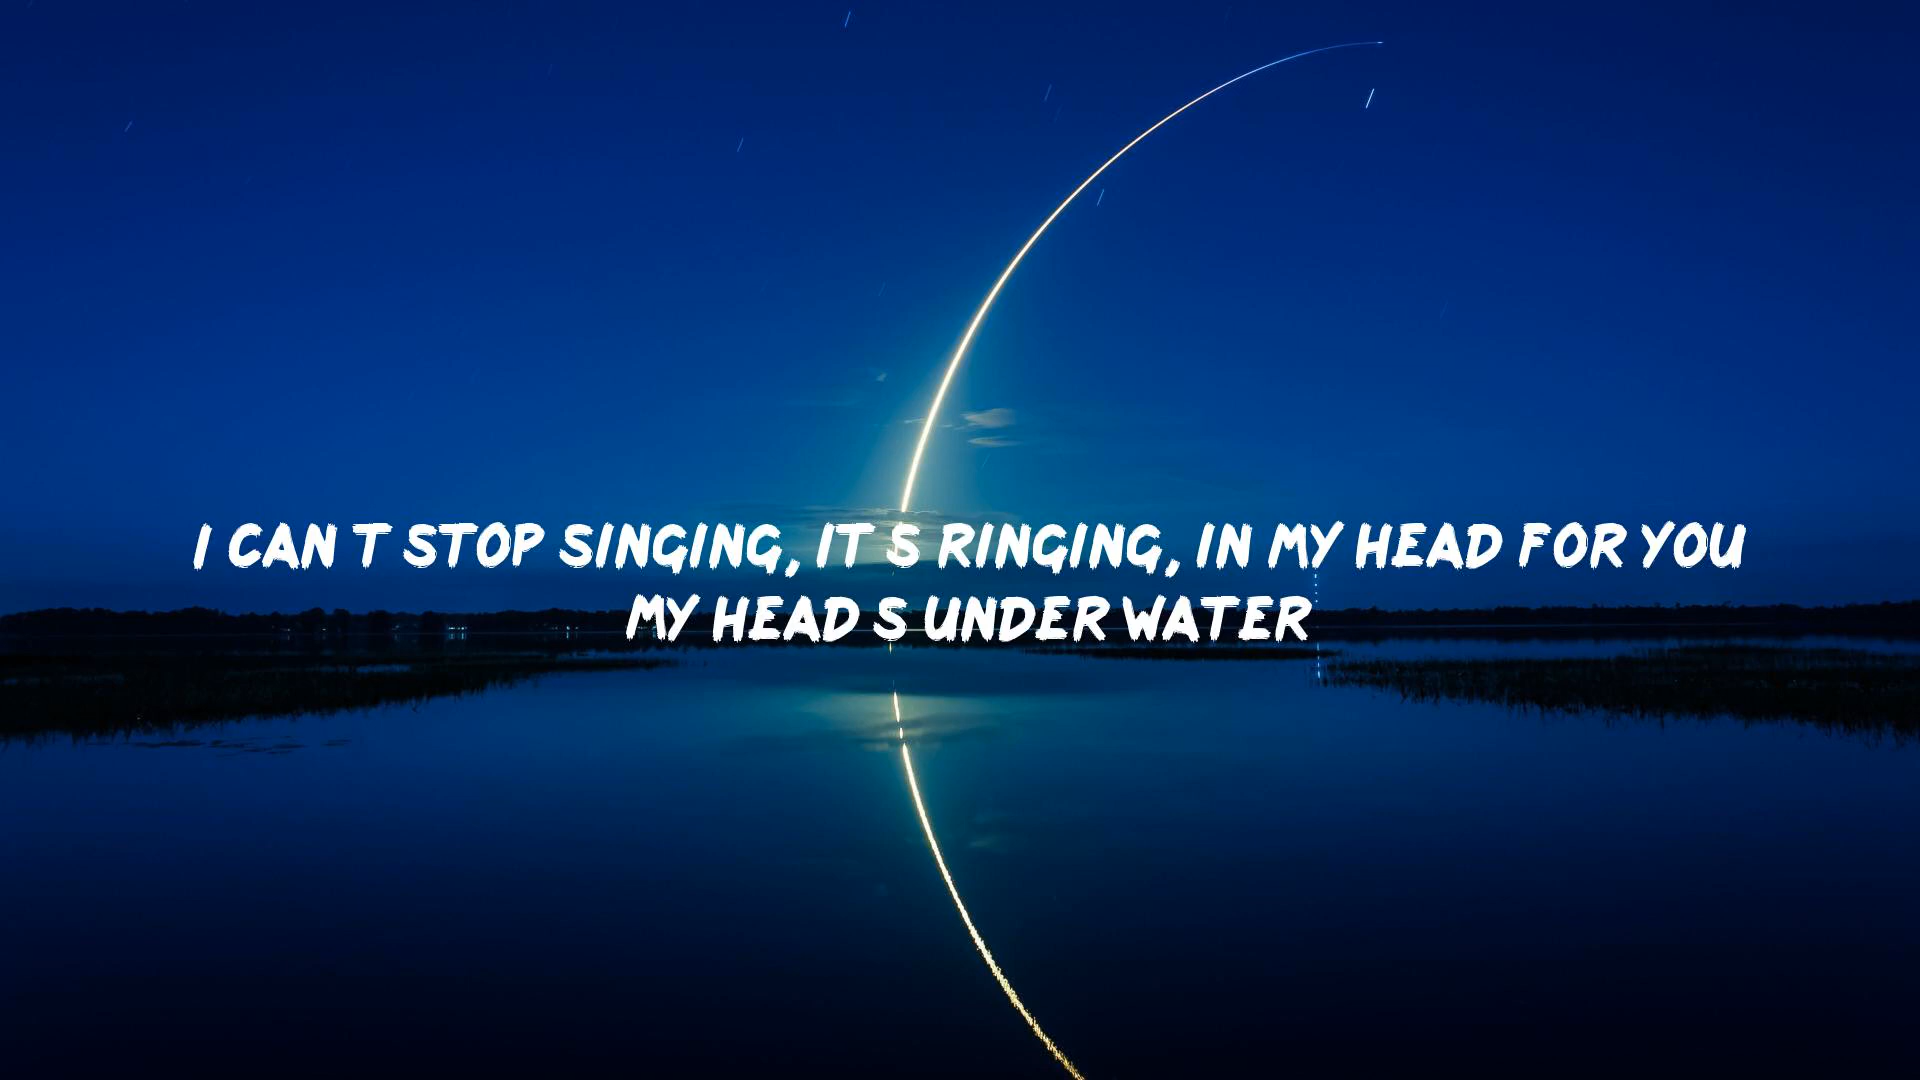 I CAN T STOP SINGING, IT S RINGING, IN MY HEAD FOR YOU
MY HEAD S UNDER WATER